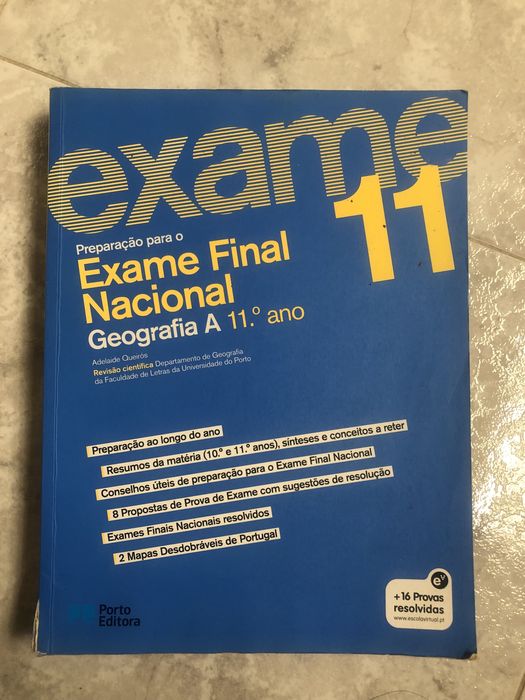 exame
11
Preparação para o
Exame Final
Nacional
Geografia A 11.º ano
Adelaide Queirós
Revisão científica Departamento de Geografia
da Faculdade de Letras da Universidade do Porto
Preparação ao longo do ano
Resumos da matéria (10.º e 11.º anos), sínteses e conceitos a reter
Conselhos úteis de preparação para o Exame Final Nacional
8 Propostas de Prova de Exame com sugestões de resolução
Exames Finais Nacionais resolvidos
2 Mapas Desdobráveis de Portugal
Porto
Editora
eV
+ 16 Provas
resolvidas
www.escolavirtual.pt